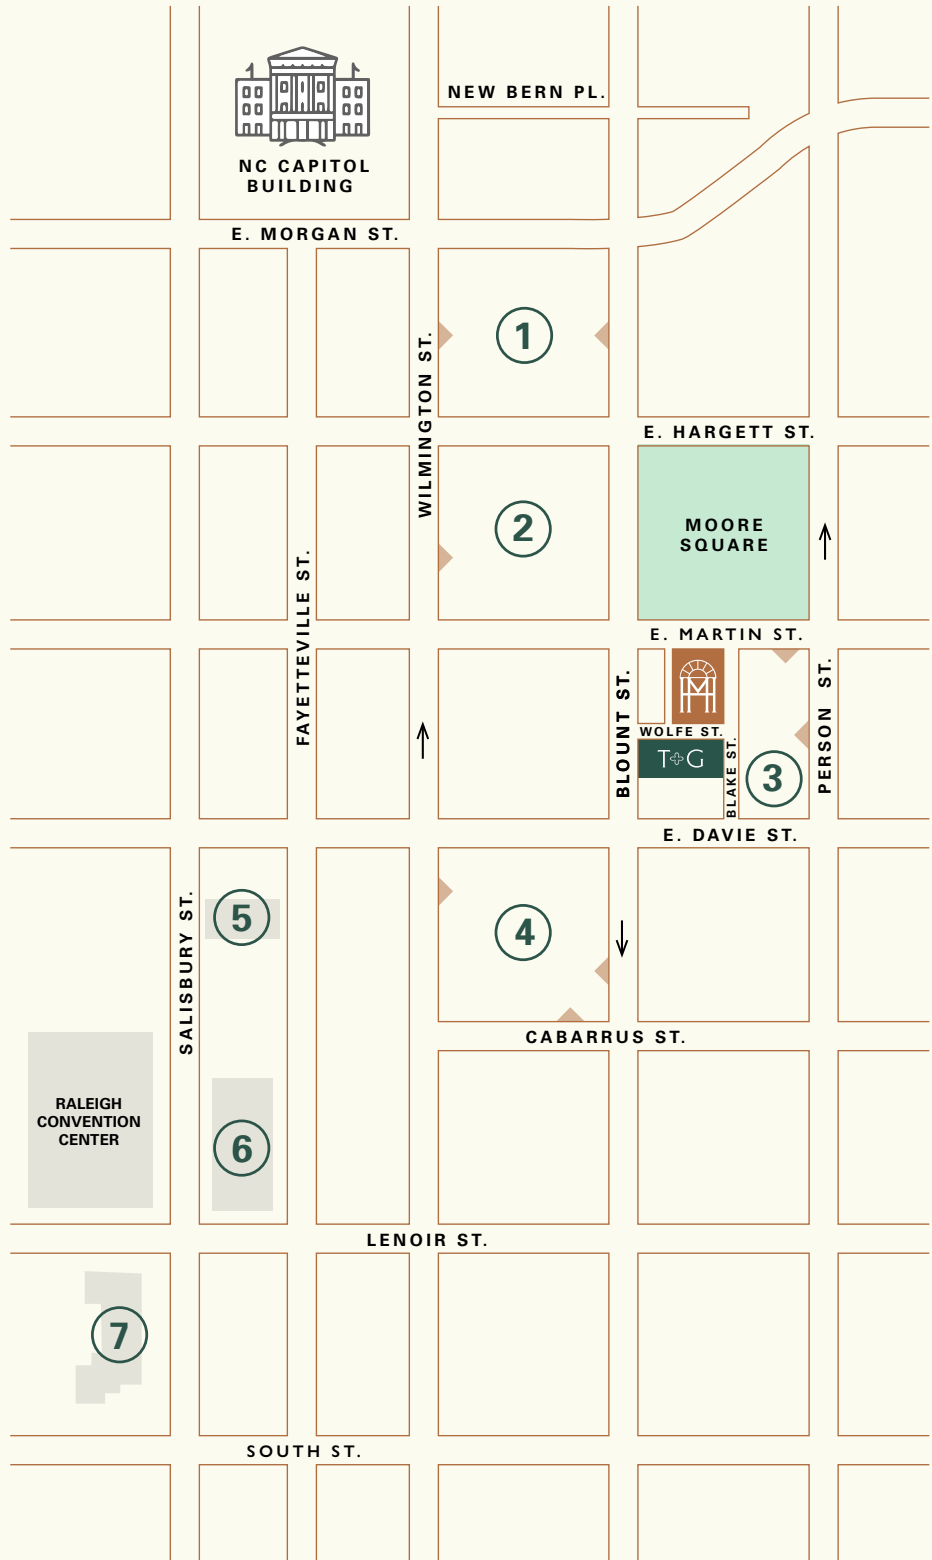 NEW BERN PL.
NC CAPITOL
BUILDING
E. MORGAN ST.
1
WILMINGTON ST.
E. HARGETT ST.
2
MOORE
SQUARE
FAYETTEVILLE ST.
E. MARTIN ST.
BLOUNT ST.
WOLFE ST.
T+G
BLAKE ST.
3
PERSON ST.
E. DAVIE ST.
SALISBURY ST.
5
4
CABARRUS ST.
RALEIGH
CONVENTION
CENTER
6
LENOIR ST.
7
SOUTH ST.